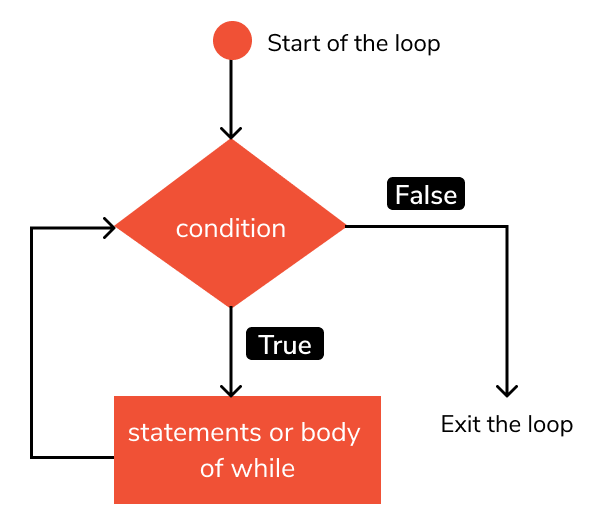 Start of the loop
False
condition
True
statements or body
of while
Exit the loop